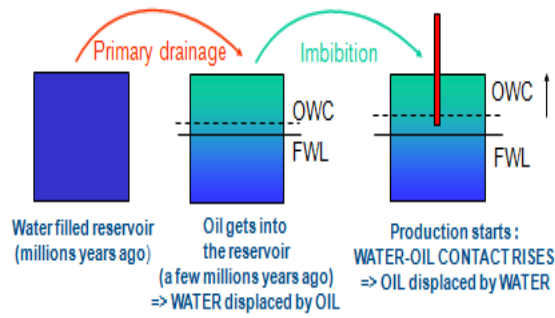 Primary drainage
Imbibition
OWC
FWL
OWC
FWL
Water filled reservoir
(millions years ago)
Oil gets into
the reservoir
(a few millions years ago)
=> WATER displaced by OIL
Production starts :
WATER-OIL CONTACT RISES
=> OIL displaced by WATER